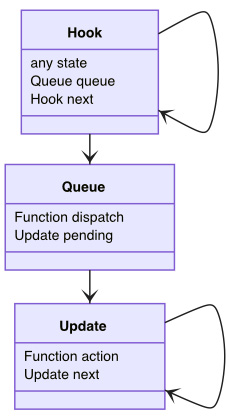 Hook
any state
Queue queue
Hook next
Queue
Function dispatch
Update pending
Update
Function action
Update next